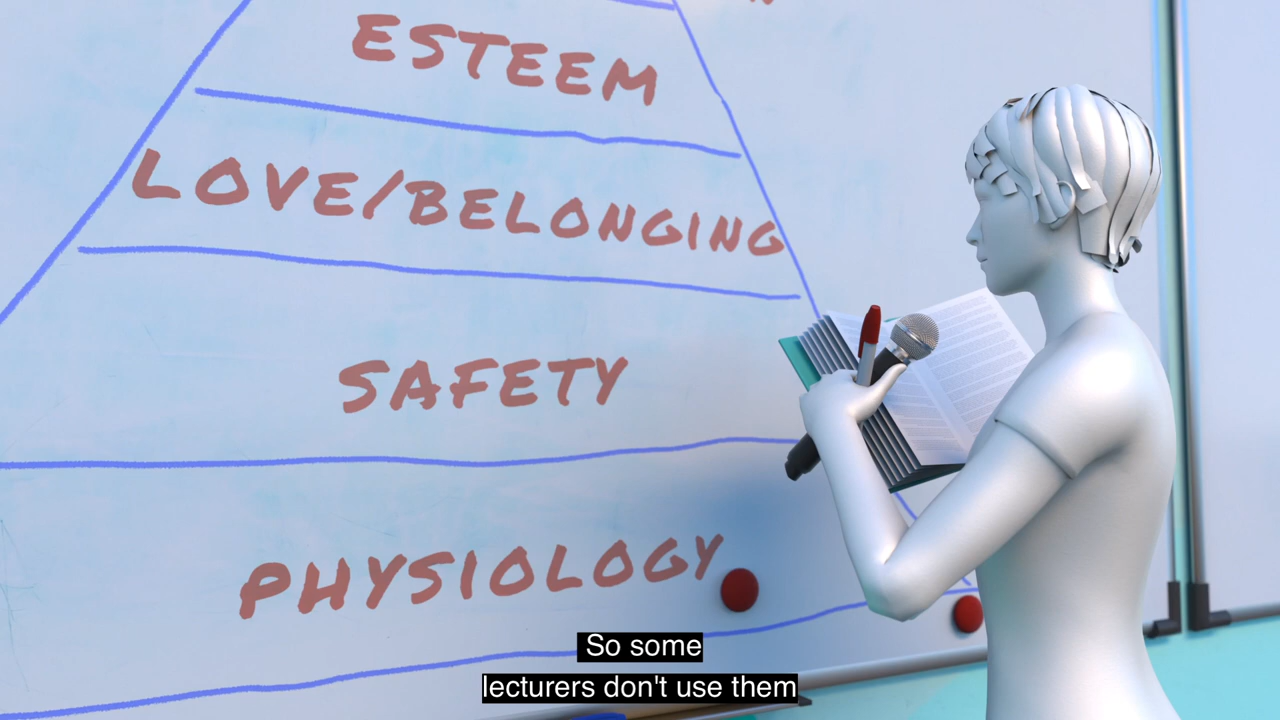 ESTEEM
LOVE/BELONGING
SAFETY
PHYSIOLOGY
So some
lecturers don't use them